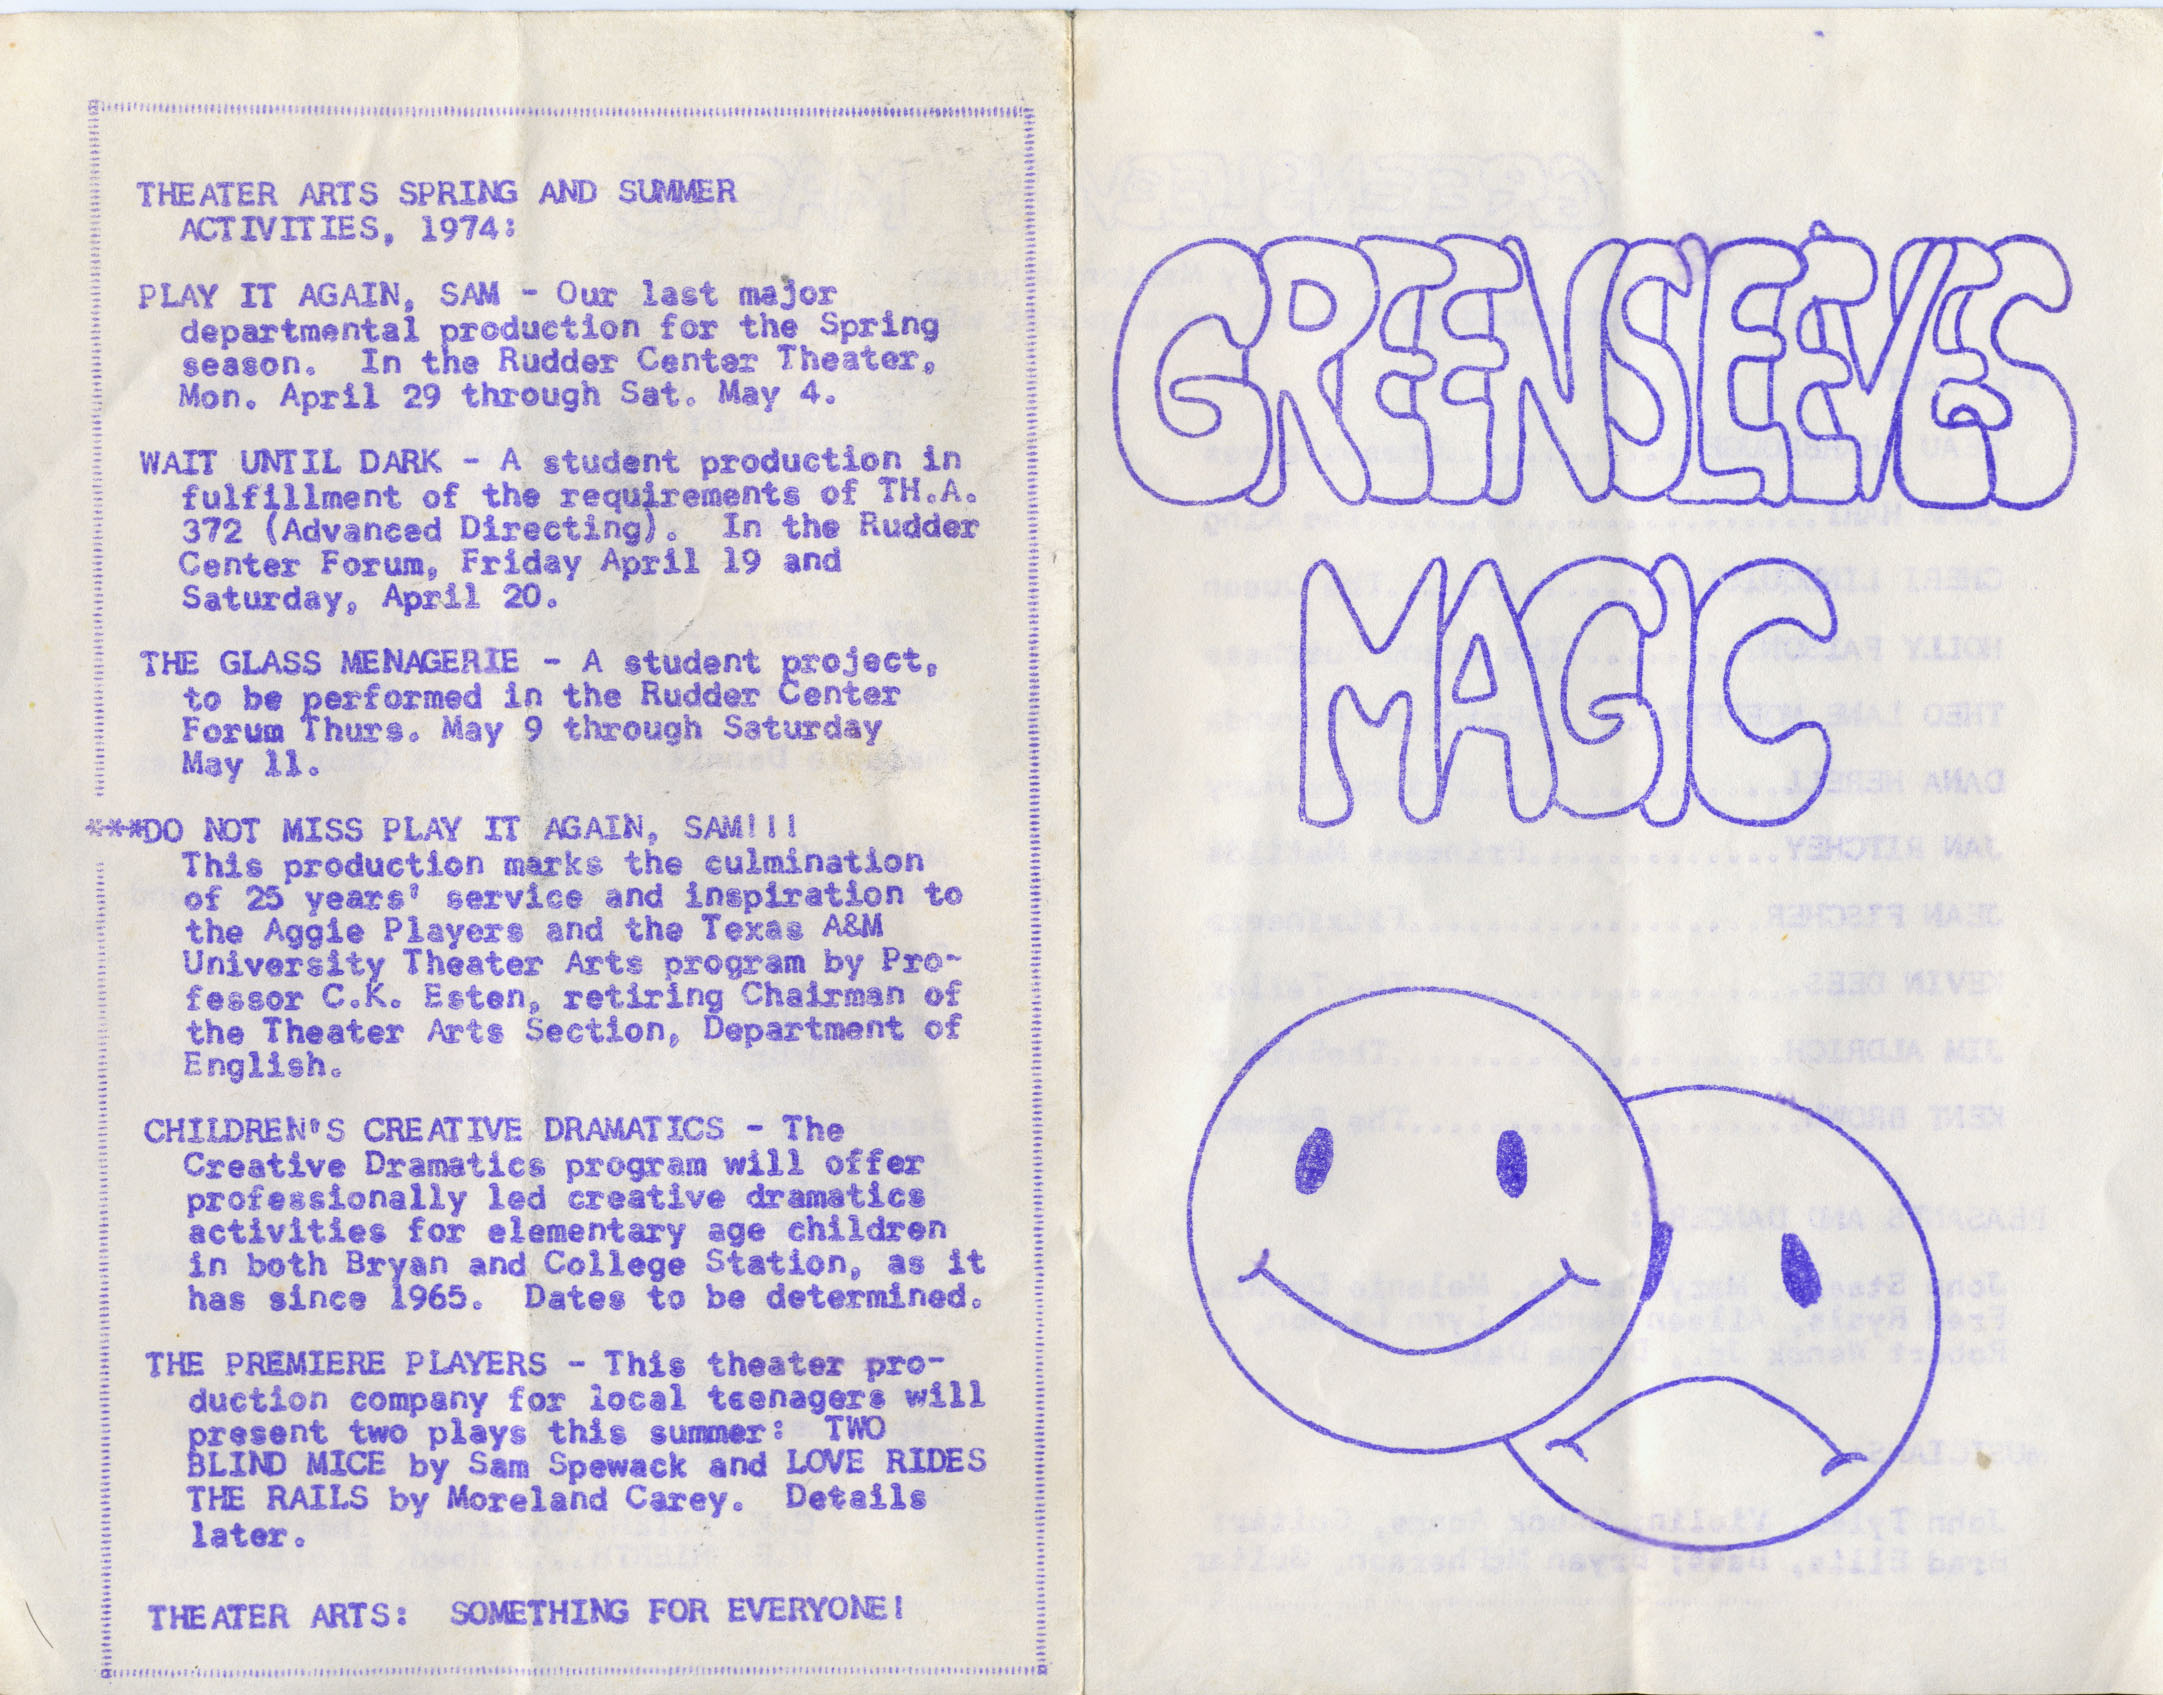 THEATER ARTS SPRING AND SUMMER
ACTIVITIES, 1974:
PLAY IT AGAIN, SAM - Our last major
departmental production for the Spring
season. In the Rudder Center Theater,
Mon. April 29 through Sat. May 4.
WAIT UNTIL DARK - A student production in
fulfillment of the requirements of TH.A.
372 (Advanced Directing). In the Rudder
Center Forum, Friday April 19 and
Saturday, April 20.
THE GLASS MENAGERIE - A student project,
to be performed in the Rudder Center
Forum Thurs. May 9 through Saturday
May 11.
***DO NOT MISS PLAY IT AGAIN, SAM!!!
This production marks the culmination
of 25 years' service and inspiration to
the Aggie Players and the Texas A&M
University Theater Arts program by Pro-
fessor C.K. Esten, retiring Chairman of
the Theater Arts Section, Department of
English.
CHILDREN'S CREATIVE DRAMATICS - The
Creative Dramatics program will offer
professionally led creative dramatics
activities for elementary age children
in both Bryan and College Station, as it
has since 1965. Dates to be determined.
THE PREMIERE PLAYERS - This theater pro-
duction company for local teenagers will
present two plays this summer: TWO
BLIND MICE by Sam Spewack and LOVE RIDES
THE RAILS by Moreland Carey. Details
later.
THEATER ARTS: SOMETHING FOR EVERYONE!
GREENSLEEVES
MAGIC